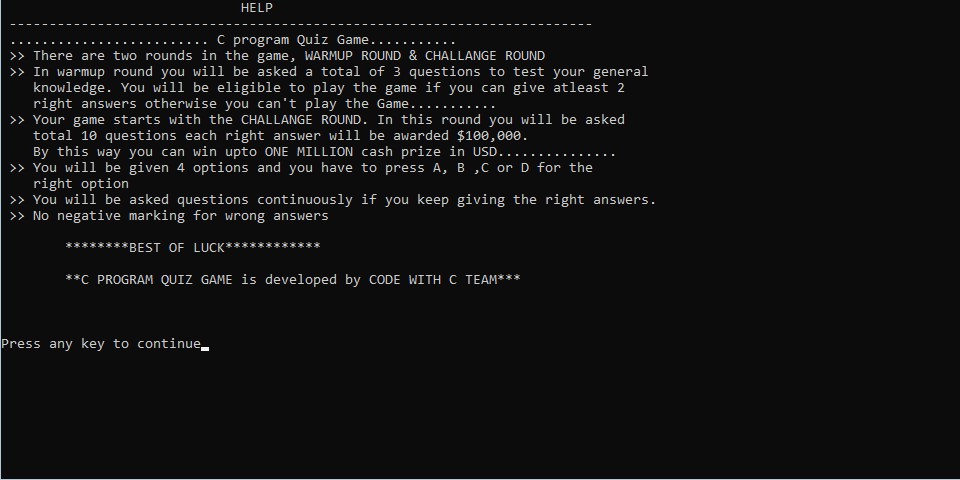 HELP
-------------------------------------------------------------------------
......................... C program Quiz Game...........
>> There are two rounds in the game, WARMUP ROUND & CHALLANGE ROUND
>> In warmup round you will be asked a total of 3 questions to test your general
knowledge. You will be eligible to play the game if you can give atleast 2
right answers otherwise you can't play the Game...........
>> Your game starts with the CHALLANGE ROUND. In this round you will be asked
total 10 questions each right answer will be awarded $100,000.
By this way you can win upto ONE MILLION cash prize in USD...............
>> You will be given 4 options and you have to press A, B ,C or D for the
right option
>> You will be asked questions continuously if you keep giving the right answers.
>> No negative marking for wrong answers
********BEST OF LUCK************
**C PROGRAM QUIZ GAME is developed by CODE WITH C TEAM***
Press any key to continue